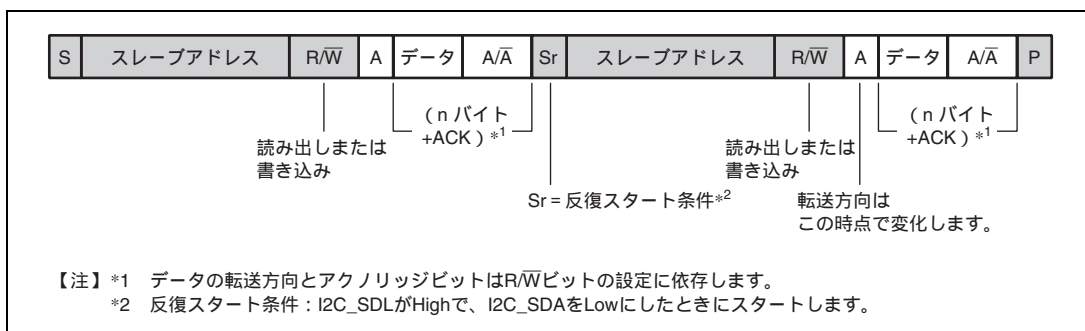 S スレーブアドレス R/W̅ A データ A/A̅ Sr スレーブアドレス R/W̅ A データ A/A̅ P
(n バイト
+ACK)*1
読み出しまたは
書き込み
Sr = 反復スタート条件*2
(n バイト
+ACK)*1
読み出しまたは
書き込み
転送方向は
この時点で変化します。
【注】*1 データの転送方向とアクノリッジビットはR/W̅ビットの設定に依存します。
*2 反復スタート条件：I2C_SDLがHighで、I2C_SDAをLowにしたときにスタートします。